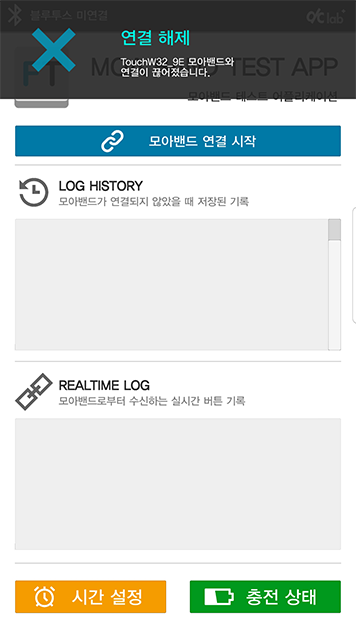 블루투스 미연결
lab+
연결 해제
TouchW32_9E 모아밴드와
연결이 끊어졌습니다.
TEST APP
모아밴드 테스트 어플리케이션
모아밴드 연결 시작
LOG HISTORY
모아밴드가 연결되지 않았을 때 저장된 기록
REALTIME LOG
모아밴드로부터 수신하는 실시간 버튼 기록
시간 설정
충전 상태